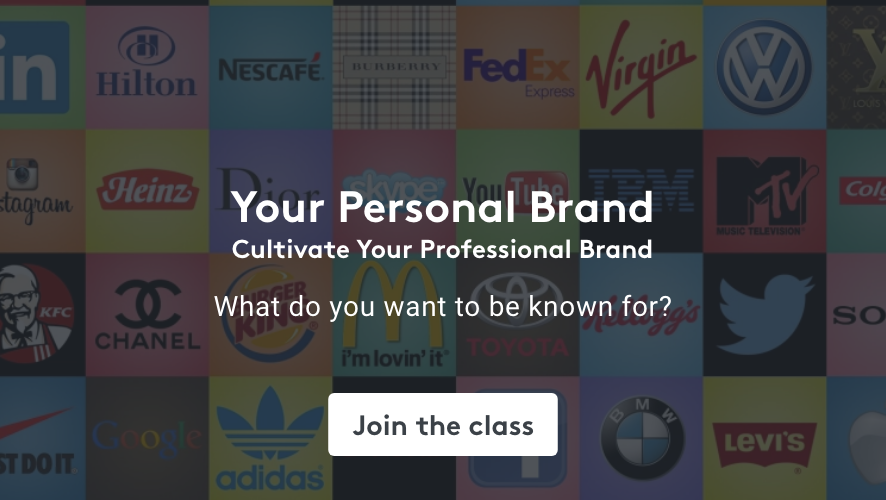 in
Hilton
NESCAFÉ
BURBERRY
FedEx
Express
Virgin
VW
LOUIS
stagram
Heinz
Dior
skype
YouTube
IBM
MTV
MUSIC TELEVISION
Colg
Your Personal Brand
Cultivate Your Professional Brand
What do you want to be known for?
KFC
CHANEL
BURGER
KING
i'm lovin' it
TOYOTA
Kellogg's
SO
ST DO IT.
Google
adidas
Join the class
BMW
LEVI'S